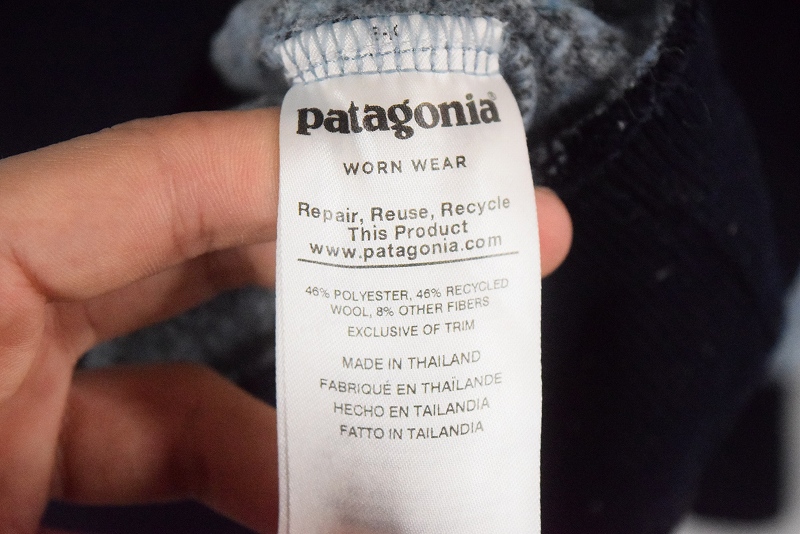 patagonia®
WORN WEAR
Repair, Reuse, Recycle
This Product
www.patagonia.com
46% POLYESTER, 46% RECYCLED
WOOL, 8% OTHER FIBERS
EXCLUSIVE OF TRIM
MADE IN THAILAND
FABRIQUÉ EN THAÏLANDE
HECHO EN TAILANDIA
FATTO IN TAILANDIA